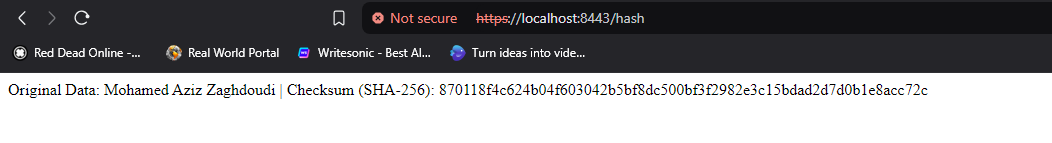 Not secure https://localhost:8443/hash
Red Dead Online -... Real World Portal Writesonic - Best AI... Turn ideas into vide...
Original Data: Mohamed Aziz Zaghdoudi | Checksum (SHA-256): 870118f4c624b04f603042b5bf8dc500bf3f2982e3c15bdad2d7d0b1e8acc72c